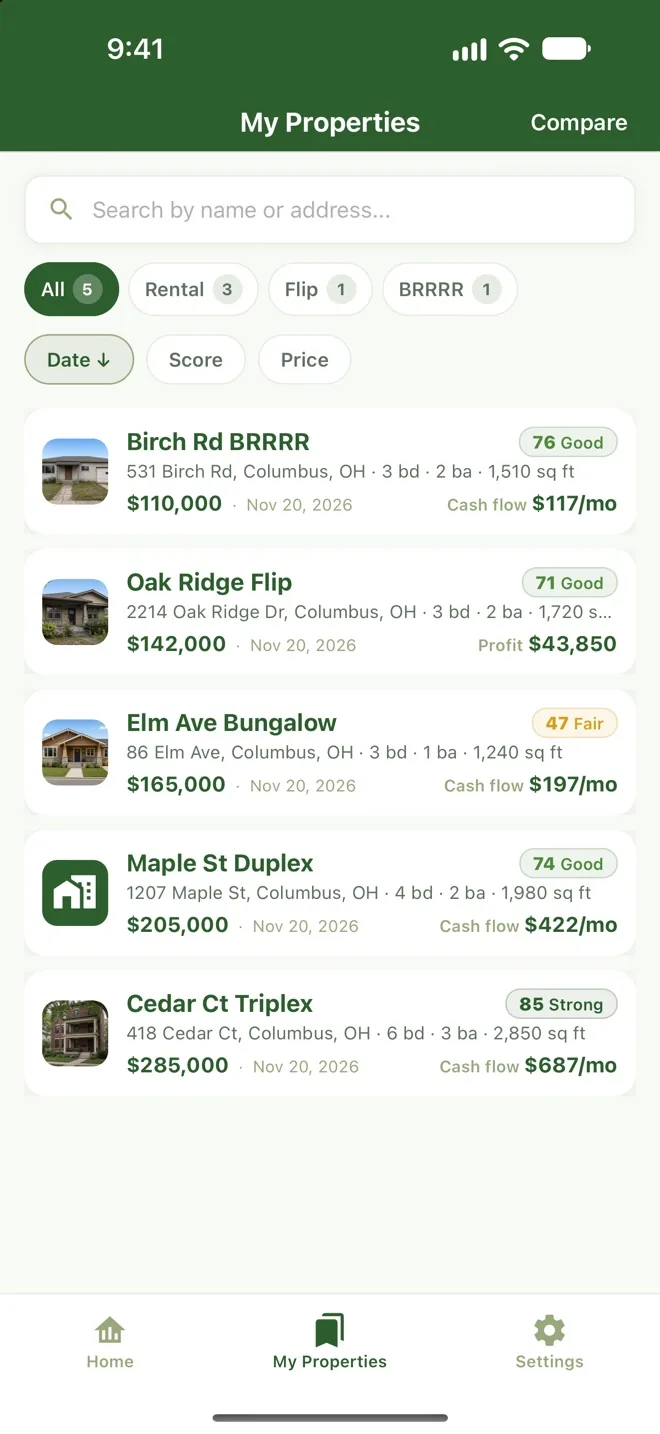 9:41
My Properties
Compare
Search by name or address...
All 5 Rental 3 Flip 1 BRRRR 1
Date ↓ Score Price
Birch Rd BRRRR 76 Good
531 Birch Rd, Columbus, OH · 3 bd · 2 ba · 1,510 sq ft
$110,000 · Nov 20, 2026 Cash flow $117/mo
Oak Ridge Flip 71 Good
2214 Oak Ridge Dr, Columbus, OH · 3 bd · 2 ba · 1,720 s...
$142,000 · Nov 20, 2026 Profit $43,850
Elm Ave Bungalow 47 Fair
86 Elm Ave, Columbus, OH · 3 bd · 1 ba · 1,240 sq ft
$165,000 · Nov 20, 2026 Cash flow $197/mo
Maple St Duplex 74 Good
1207 Maple St, Columbus, OH · 4 bd · 2 ba · 1,980 sq ft
$205,000 · Nov 20, 2026 Cash flow $422/mo
Cedar Ct Triplex 85 Strong
418 Cedar Ct, Columbus, OH · 6 bd · 3 ba · 2,850 sq ft
$285,000 · Nov 20, 2026 Cash flow $687/mo
Home My Properties Settings